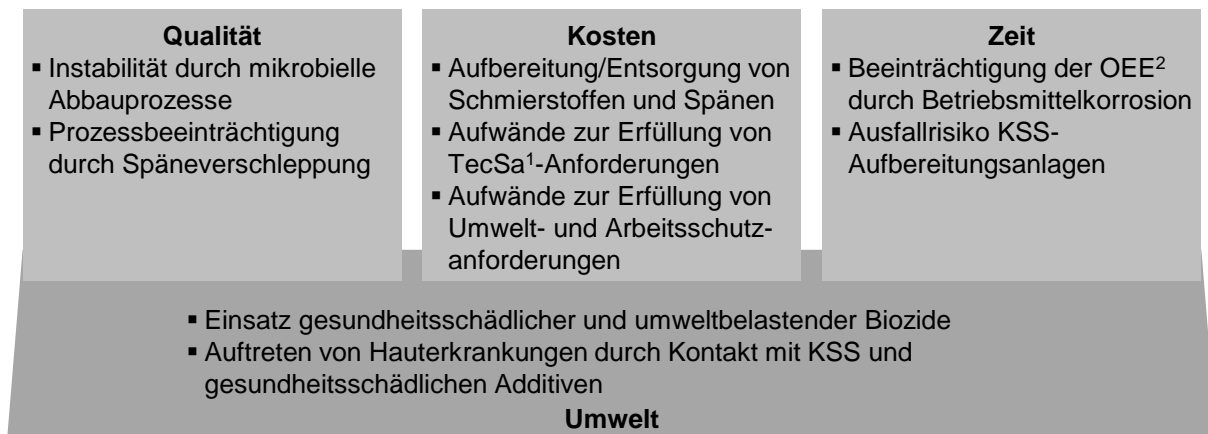 Qualität
▪ Instabilität durch mikrobielle
Abbauprozesse
▪ Prozessbeeinträchtigung
durch Späneverschleppung
Kosten
▪ Aufbereitung/Entsorgung von
Schmierstoffen und Spänen
▪ Aufwände zur Erfüllung von
TecSa¹-Anforderungen
▪ Aufwände zur Erfüllung von
Umwelt- und Arbeitsschutz-
anforderungen
Zeit
▪ Beeinträchtigung der OEE²
durch Betriebsmittelkorrosion
▪ Ausfallrisiko KSS-
Aufbereitungsanlagen
▪ Einsatz gesundheitsschädlicher und umweltbelastender Biozide
▪ Auftreten von Hauterkrankungen durch Kontakt mit KSS und
gesundheitsschädlichen Additiven
Umwelt